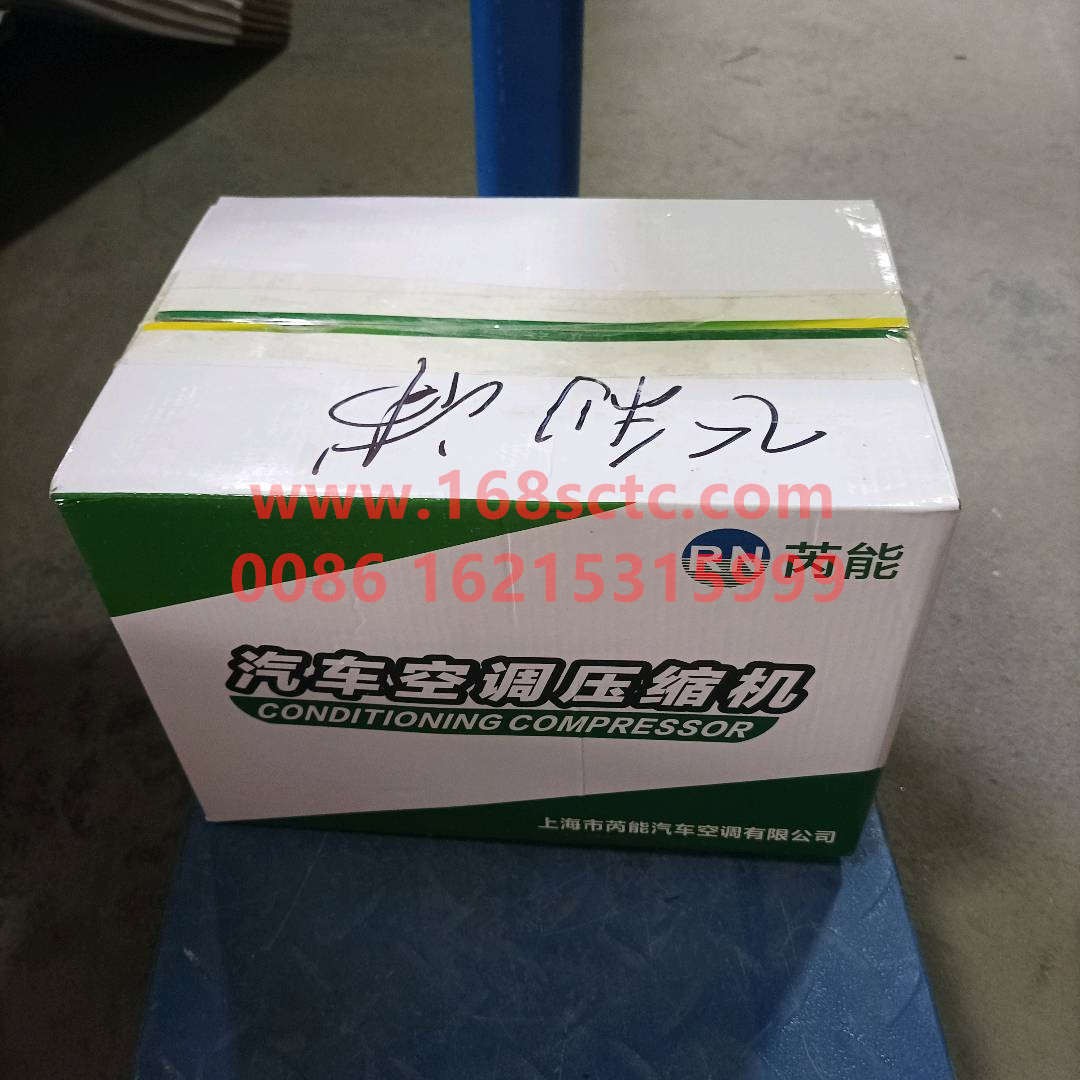 www.168sctc.com
0086 16215315999
RN 芮能
汽车空调压缩机
CONDITIONING COMPRESSOR
上海市芮能汽车空调有限公司